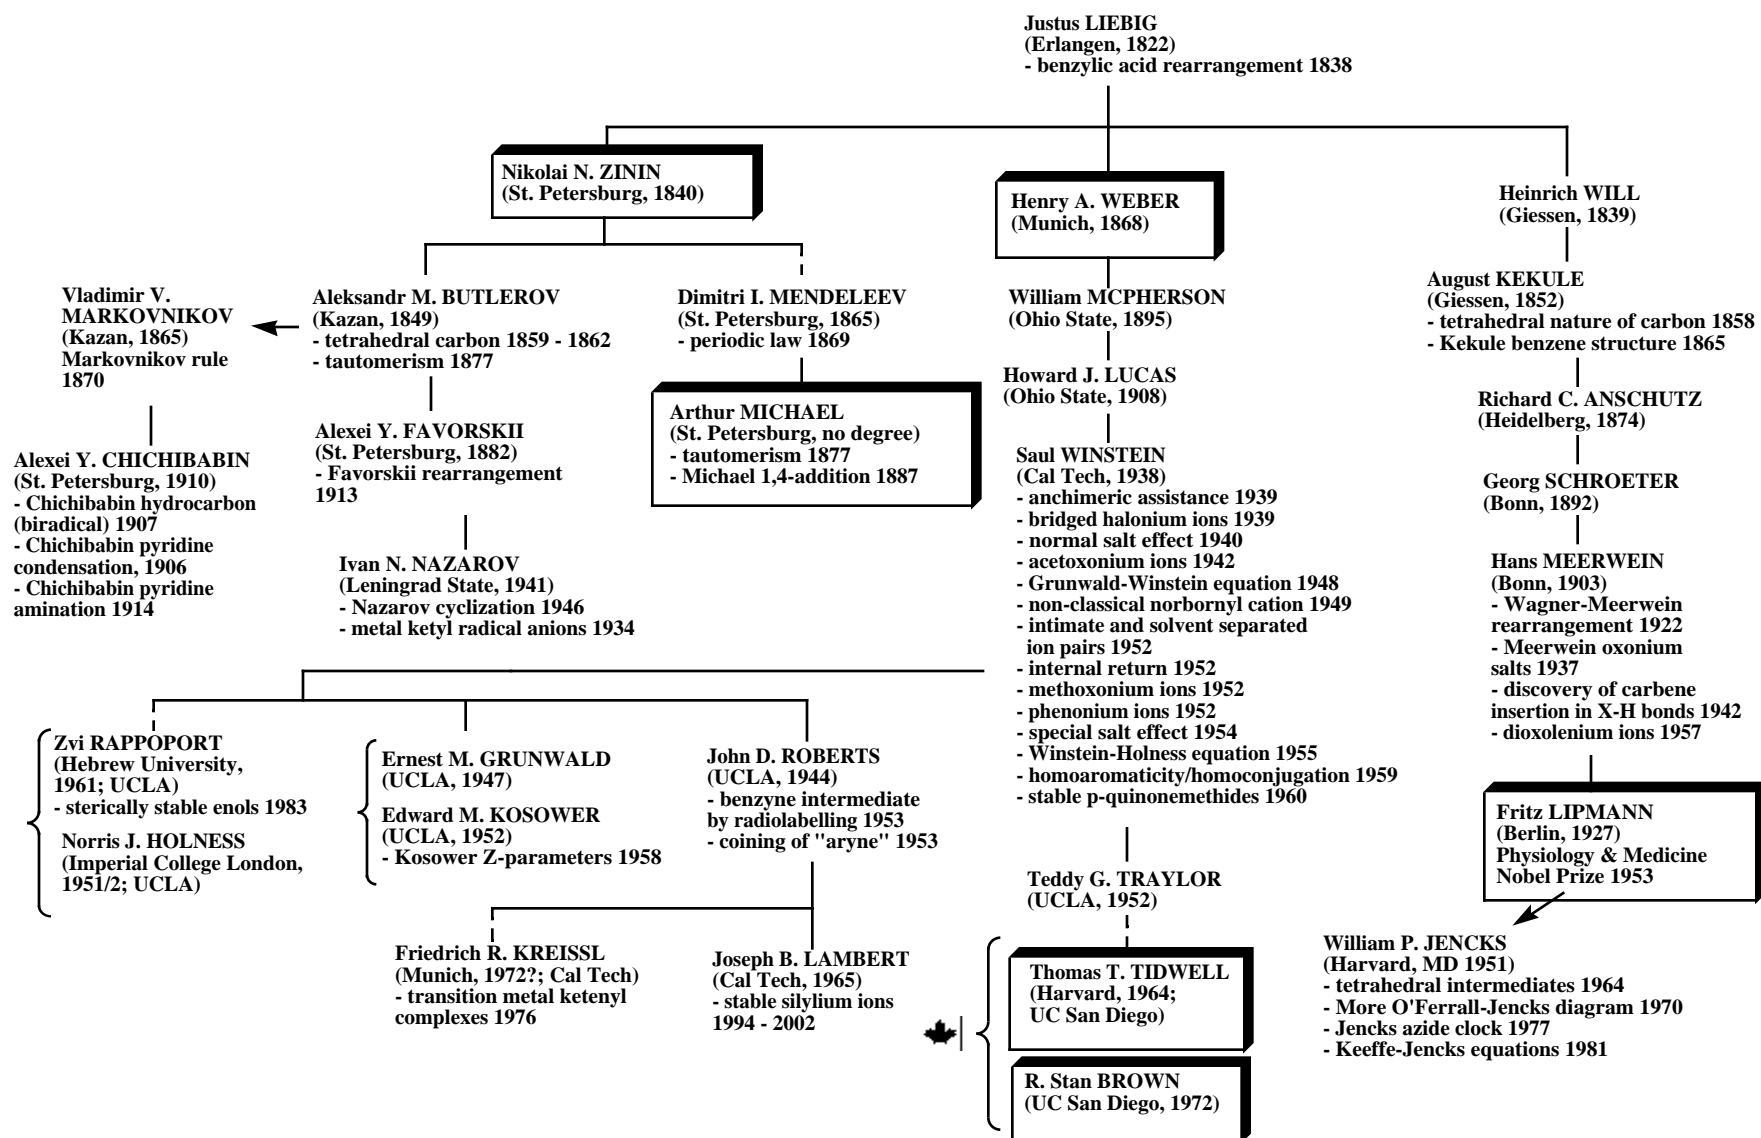 Justus LIEBIG
(Erlangen, 1822)
- benzylic acid rearrangement 1838
Nikolai N. ZININ
(St. Petersburg, 1840)
Henry A. WEBER
(Munich, 1868)
Heinrich WILL
(Giessen, 1839)
Vladimir V.
MARKOVNIKOV
(Kazan, 1865)
Markovnikov rule
1870
Aleksandr M. BUTLEROV
(Kazan, 1849)
- tetrahedral carbon 1859 - 1862
- tautomerism 1877
Dimitri I. MENDELEEV
(St. Petersburg, 1865)
- periodic law 1869
William MCPHERSON
(Ohio State, 1895)
August KEKULE
(Giessen, 1852)
- tetrahedral nature of carbon 1858
- Kekule benzene structure 1865
Howard J. LUCAS
(Ohio State, 1908)
Richard C. ANSCHUTZ
(Heidelberg, 1874)
Arthur MICHAEL
(St. Petersburg, no degree)
- tautomerism 1877
- Michael 1,4-addition 1887
Alexei Y. CHICHIBABIN
(St. Petersburg, 1910)
- Chichibabin hydrocarbon
(biradical) 1907
- Chichibabin pyridine
condensation, 1906
- Chichibabin pyridine
amination 1914
Alexei Y. FAVORSKII
(St. Petersburg, 1882)
- Favorskii rearrangement
1913
Ivan N. NAZAROV
(Leningrad State, 1941)
- Nazarov cyclization 1946
- metal ketyl radical anions 1934
Saul WINSTEIN
(Cal Tech, 1938)
- anchimeric assistance 1939
- bridged halonium ions 1939
- normal salt effect 1940
- acetoxonium ions 1942
- Grunwald-Winstein equation 1948
- non-classical norbornyl cation 1949
- intimate and solvent separated
ion pairs 1952
- internal return 1952
- methoxonium ions 1952
- phenonium ions 1952
- special salt effect 1954
- Winstein-Holness equation 1955
- homoaromaticity/homoconjugation 1959
- stable p-quinonemethides 1960
Georg SCHROETER
(Bonn, 1892)
Hans MEERWEIN
(Bonn, 1903)
- Wagner-Meerwein
rearrangement 1922
- Meerwein oxonium
salts 1937
- discovery of carbene
insertion in X-H bonds 1942
- dioxolenium ions 1957
Zvi RAPPOPORT
(Hebrew University,
1961; UCLA)
- sterically stable enols 1983
Norris J. HOLNESS
(Imperial College London,
1951/2; UCLA)
Ernest M. GRUNWALD
(UCLA, 1947)
Edward M. KOSOWER
(UCLA, 1952)
- Kosower Z-parameters 1958
John D. ROBERTS
(UCLA, 1944)
- benzyne intermediate
by radiolabelling 1953
- coining of "aryne" 1953
Fritz LIPMANN
(Berlin, 1927)
Physiology & Medicine
Nobel Prize 1953
Teddy G. TRAYLOR
(UCLA, 1952)
Friedrich R. KREISSL
(Munich, 1972?; Cal Tech)
- transition metal ketenyl
complexes 1976
Joseph B. LAMBERT
(Cal Tech, 1965)
- stable silylium ions
1994 - 2002
Thomas T. TIDWELL
(Harvard, 1964;
UC San Diego)
R. Stan BROWN
(UC San Diego, 1972)
William P. JENCKS
(Harvard, MD 1951)
- tetrahedral intermediates 1964
- More O'Ferrall-Jencks diagram 1970
- Jencks azide clock 1977
- Keeffe-Jencks equations 1981